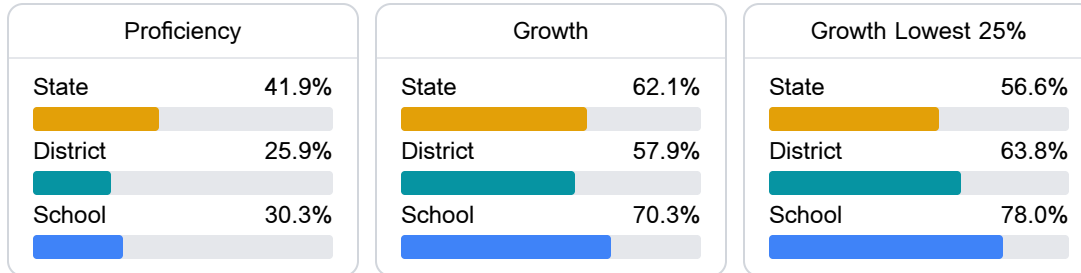 Proficiency
State 41.9%
District 25.9%
School 30.3%
Growth
State 62.1%
District 57.9%
School 70.3%
Growth Lowest 25%
State 56.6%
District 63.8%
School 78.0%